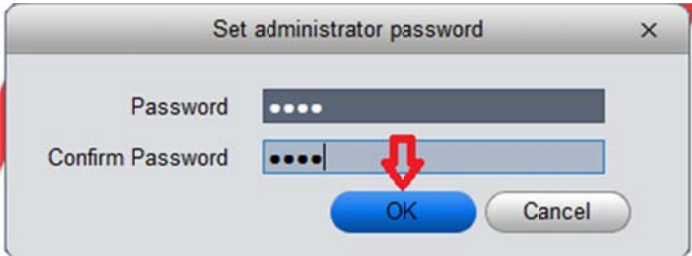 Set administrator password ×
Password ••••
Confirm Password ••••
OK Cancel